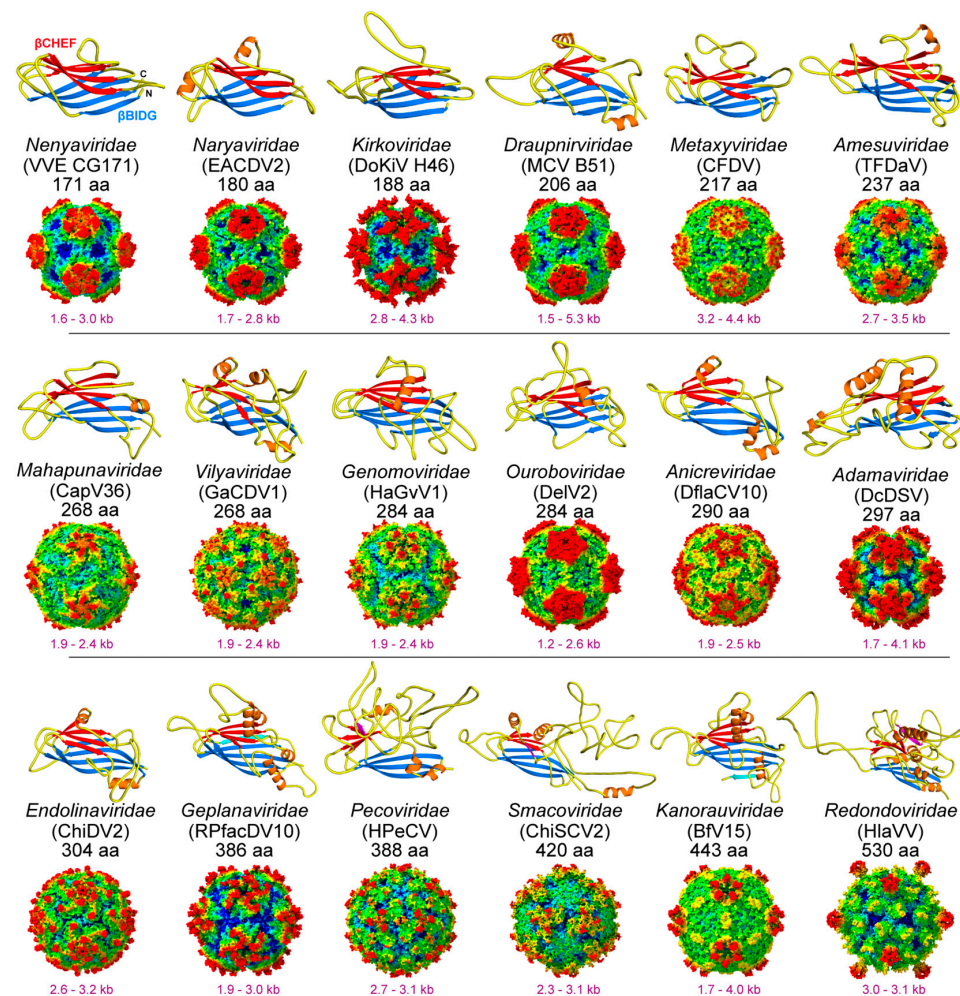 βCHEF
C
N
βBIDG
Nenyaviridae Naryaviridae Kirkoviridae Draupnirviridae Metaxyviridae Amesuviridae
(VVE CG171) (EACDV2) (DoKiV H46) (MCV B51) (CFDV) (TFDaV)
171 aa 180 aa 188 aa 206 aa 217 aa 237 aa
1.6 - 3.0 kb 1.7 - 2.8 kb 2.8 - 4.3 kb 1.5 - 5.3 kb 3.2 - 4.4 kb 2.7 - 3.5 kb
Mahapunaviridae Vilyaviridae Genomoviridae Ouroboviridae Anicreviridae Adamaviridae
(CapV36) (GaCDV1) (HaGvV1) (DelV2) (DflaCV10) (DcDSV)
268 aa 268 aa 284 aa 284 aa 290 aa 297 aa
1.9 - 2.4 kb 1.9 - 2.4 kb 1.9 - 2.4 kb 1.2 - 2.6 kb 1.9 - 2.5 kb 1.7 - 4.1 kb
Endolinaviridae Geplanaviridae Pecoviridae Smacoviridae Kanorauviridae Redondoviridae
(ChiDV2) (RPfacDV10) (HPeCV) (ChiSCV2) (BfV15) (HlaVV)
304 aa 386 aa 388 aa 420 aa 443 aa 530 aa
2.6 - 3.2 kb 1.9 - 3.0 kb 2.7 - 3.1 kb 2.3 - 3.1 kb 1.7 - 4.0 kb 3.0 - 3.1 kb